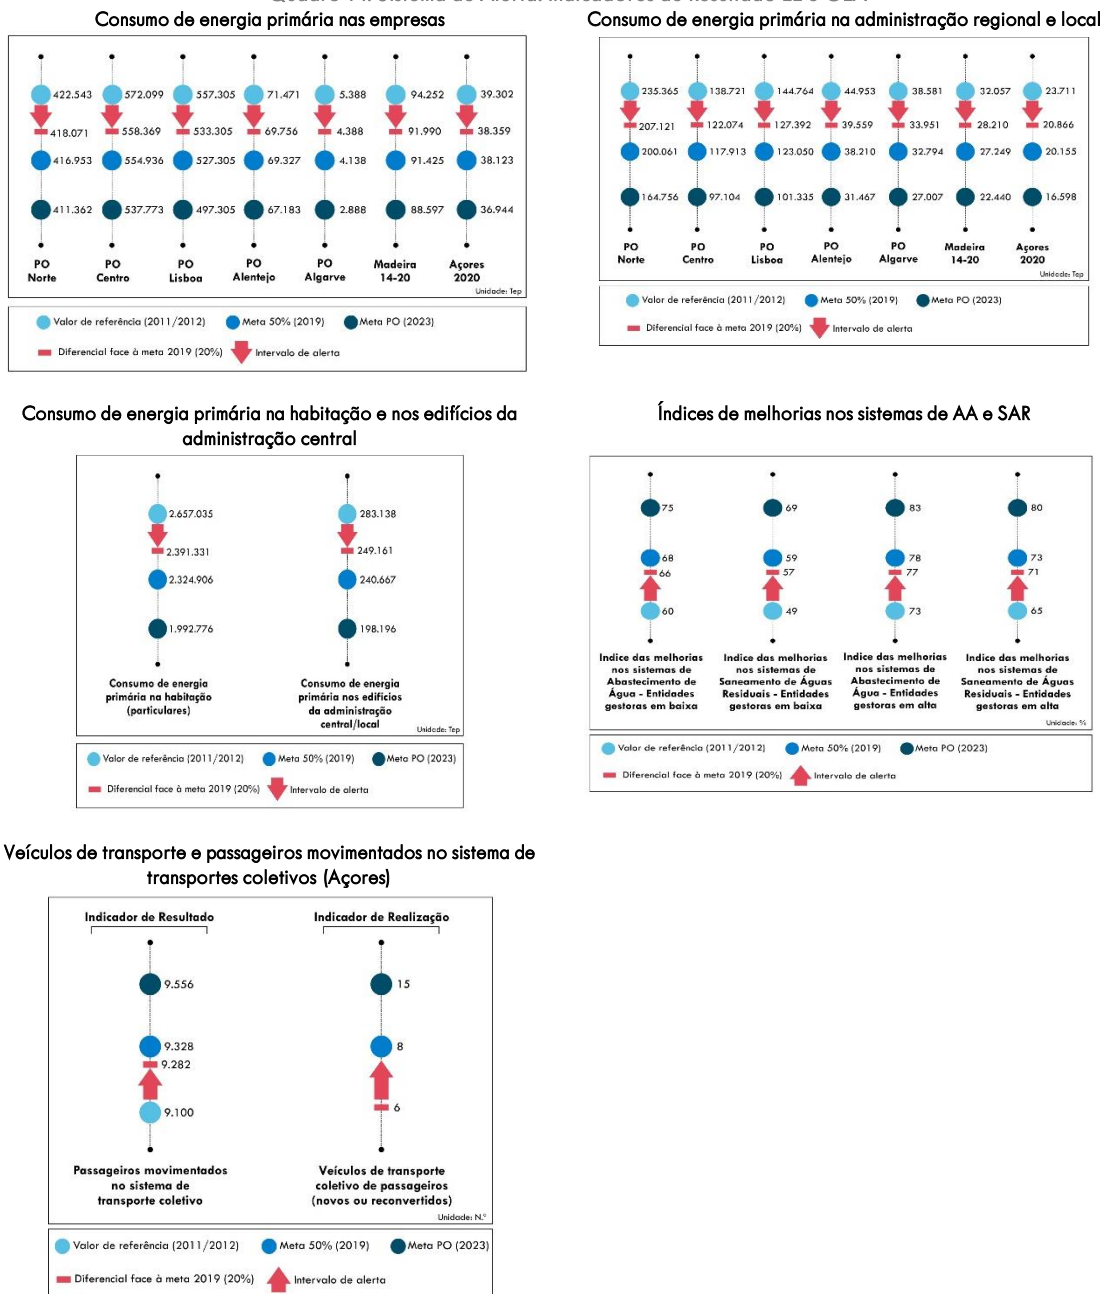 Consumo de energia primária nas empresas
422.543 572.099 557.305 71.471 5.388 94.252 39.302
418.071 558.369 533.305 69.756 4.388 91.990 38.359
416.953 554.936 527.305 69.327 4.138 91.425 38.123
411.362 537.773 497.305 67.183 2.888 88.597 36.944
PO PO PO PO PO Madeira Açores
Norte Centro Lisboa Alentejo Algarve 14-20 2020
Unidade: Tep
Valor de referência (2011/2012) Meta 50% (2019) Meta PO (2023)
Diferencial face à meta 2019 (20%) Intervalo de alerta
Consumo de energia primária na administração regional e local
235.365 138.721 144.764 44.953 38.581 32.057 23.711
207.121 122.074 127.392 39.559 33.951 28.210 20.866
200.061 117.913 123.050 38.210 32.794 27.249 20.155
164.756 97.104 101.335 31.467 27.007 22.440 16.598
PO PO PO PO PO Madeira Açores
Norte Centro Lisboa Alentejo Algarve 14-20 2020
Unidade: Tep
Valor de referência (2011/2012) Meta 50% (2019) Meta PO (2023)
Diferencial face à meta 2019 (20%) Intervalo de alerta
Consumo de energia primária na habitação e nos edifícios da
administração central
2.657.035 283.138
2.391.331 249.161
2.324.906 240.667
1.992.776 198.196
Consumo de energia Consumo de energia
primária na habitação primária nos edifícios
(particulares) da administração
central/local
Unidade: Tep
Valor de referência (2011/2012) Meta 50% (2019) Meta PO (2023)
Diferencial face à meta 2019 (20%) Intervalo de alerta
Índices de melhorias nos sistemas de AA e SAR
75 69 83 80
68 59 78 73
66 57 77 71
60 49 73 65
Indice das melhorias Indice das melhorias Indice das melhorias Indice das melhorias
nos sistemas de nos sistemas de nos sistemas de nos sistemas de
Abastecimento de Saneamento de Águas Abastecimento de Saneamento de Águas
Água - Entidades Residuais - Entidades Água - Entidades Residuais - Entidades
gestoras em baixa gestoras em baixa gestoras em alta gestoras em alta
Unidade: %
Valor de referência (2011/2012) Meta 50% (2019) Meta PO (2023)
Diferencial face à meta 2019 (20%) Intervalo de alerta
Veículos de transporte e passageiros movimentados no sistema de
transportes coletivos (Açores)
Indicador de Resultado Indicador de Realização
9.556 15
9.328 8
9.282
9.100 6
Passageiros movimentados Veículos de transporte
no sistema de coletivo de passageiros
transporte coletivo (novos ou reconvertidos)
Unidade: N.º
Valor de referência (2011/2012) Meta 50% (2019) Meta PO (2023)
Diferencial face à meta 2019 (20%) Intervalo de alerta